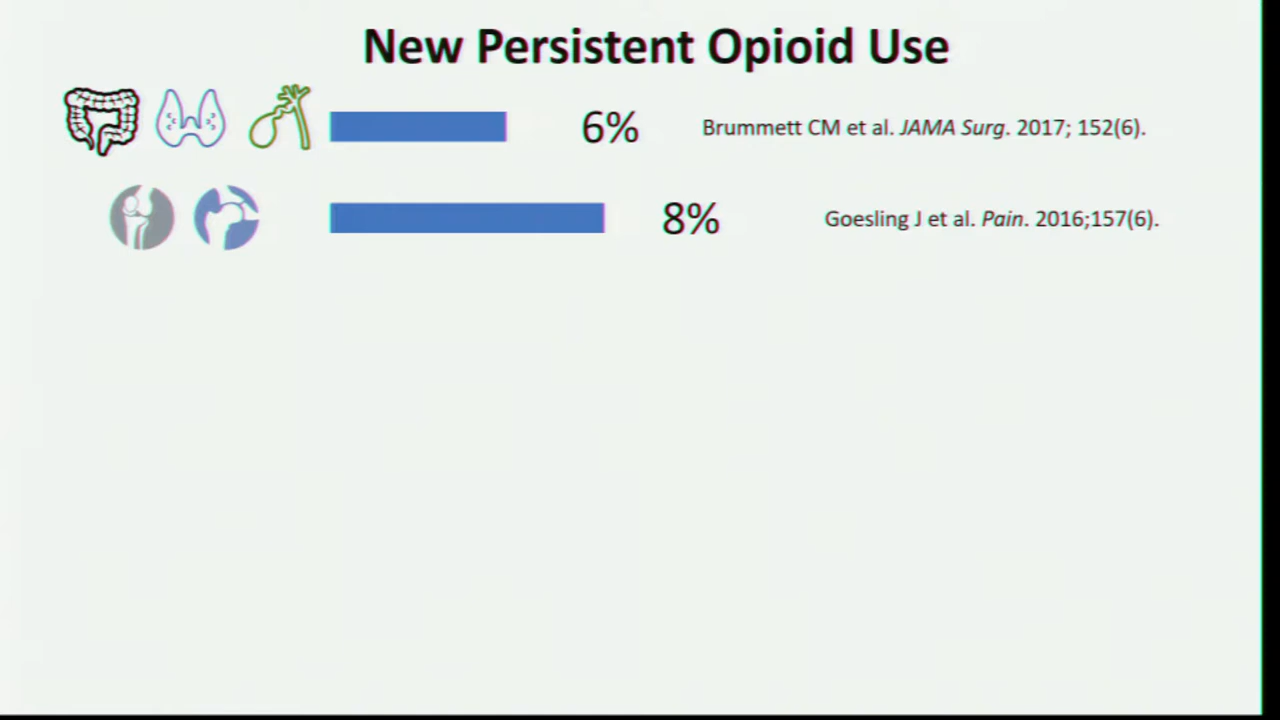 New Persistent Opioid Use
6% Brummett CM et al. JAMA Surg. 2017; 152(6).
8% Goesling J et al. Pain. 2016;157(6).